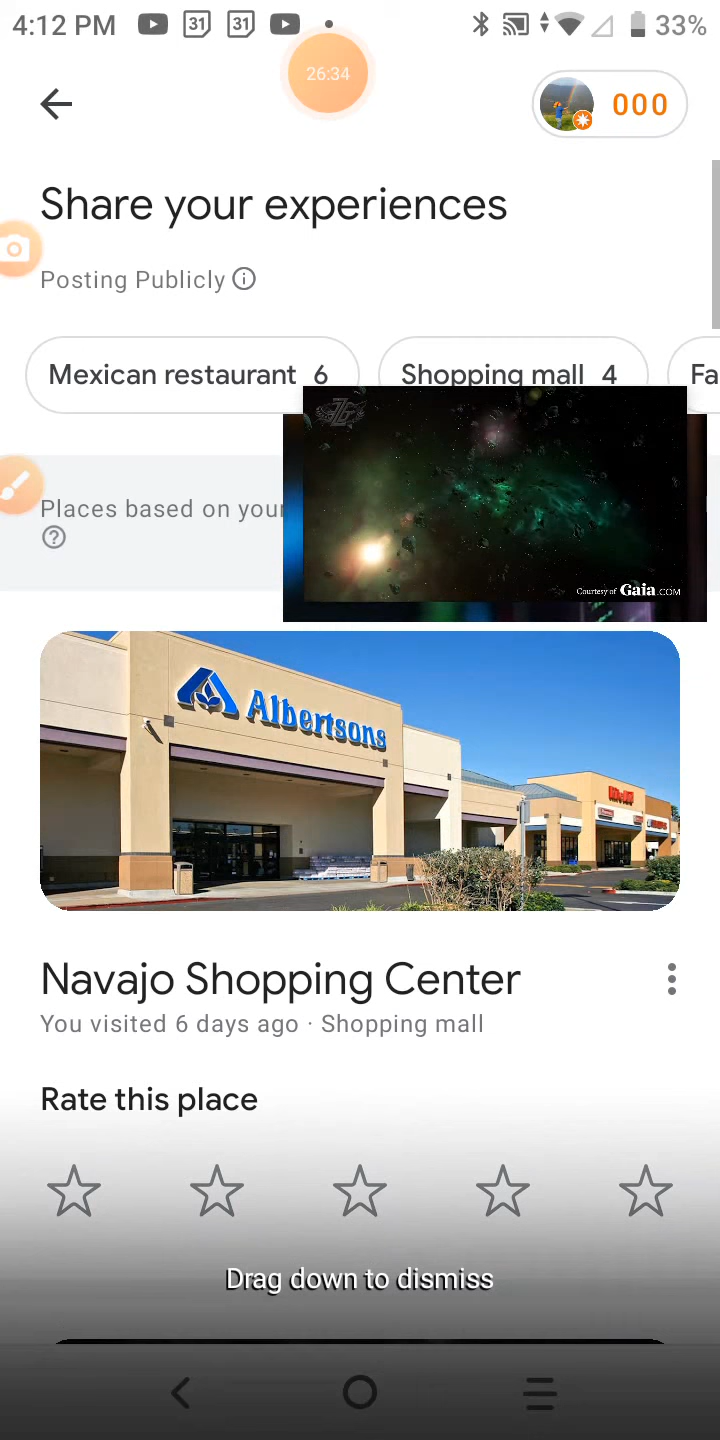 4:12 PM
31
31
33%
26:34
000
Share your experiences
Posting Publicly
Mexican restaurant 6
Shopping mall 4
Fa
Places based on your
Courtesy of Gaia.COM
Albertsons
Navajo Shopping Center
You visited 6 days ago · Shopping mall
Rate this place
Drag down to dismiss